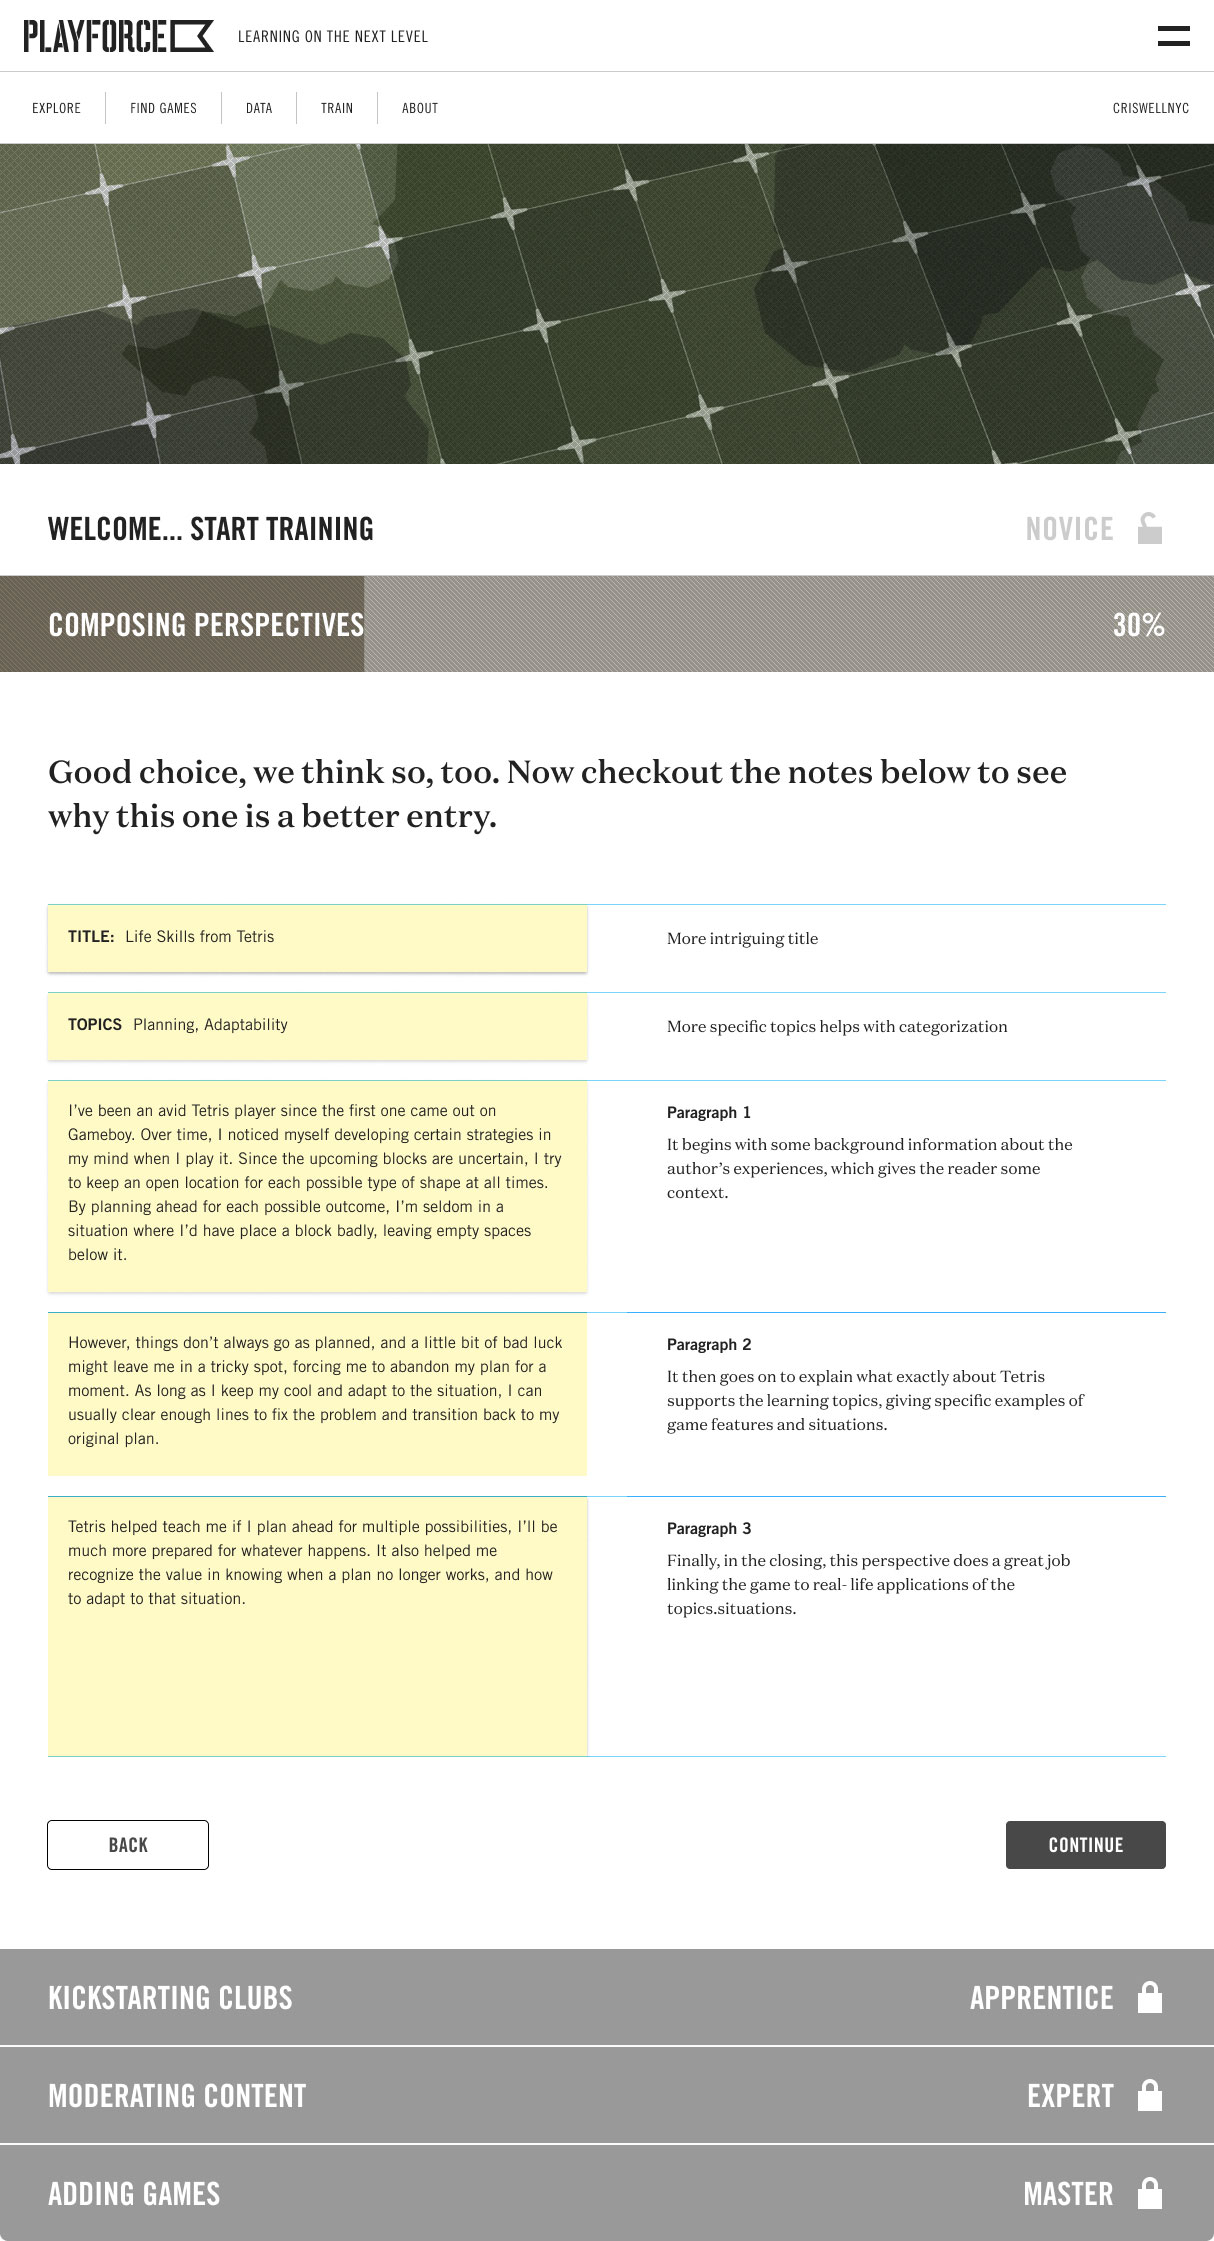 PLAYFORCE
LEARNING ON THE NEXT LEVEL
EXPLORE
FIND GAMES
DATA
TRAIN
ABOUT
CRISWELLNYC
WELCOME... START TRAINING
NOVICE
COMPOSING PERSPECTIVES
30%
Good choice, we think so, too. Now checkout the notes below to see
why this one is a better entry.
TITLE: Life Skills from Tetris
More intriguing title
TOPICS Planning, Adaptability
More specific topics helps with categorization
I've been an avid Tetris player since the first one came out on
Gameboy. Over time, I noticed myself developing certain strategies in
my mind when I play it. Since the upcoming blocks are uncertain, I try
to keep an open location for each possible type of shape at all times.
By planning ahead for each possible outcome, I'm seldom in a
situation where I'd have place a block badly, leaving empty spaces
below it.
Paragraph 1
It begins with some background information about the
author's experiences, which gives the reader some
context.
However, things don't always go as planned, and a little bit of bad luck
might leave me in a tricky spot, forcing me to abandon my plan for a
moment. As long as I keep my cool and adapt to the situation, I can
usually clear enough lines to fix the problem and transition back to my
original plan.
Paragraph 2
It then goes on to explain what exactly about Tetris
supports the learning topics, giving specific examples of
game features and situations.
Tetris helped teach me if I plan ahead for multiple possibilities, I'll be
much more prepared for whatever happens. It also helped me
recognize the value in knowing when a plan no longer works, and how
to adapt to that situation.
Paragraph 3
Finally, in the closing, this perspective does a great job
linking the game to real- life applications of the
topics.situations.
BACK
CONTINUE
KICKSTARTING CLUBS
APPRENTICE
MODERATING CONTENT
EXPERT
ADDING GAMES
MASTER